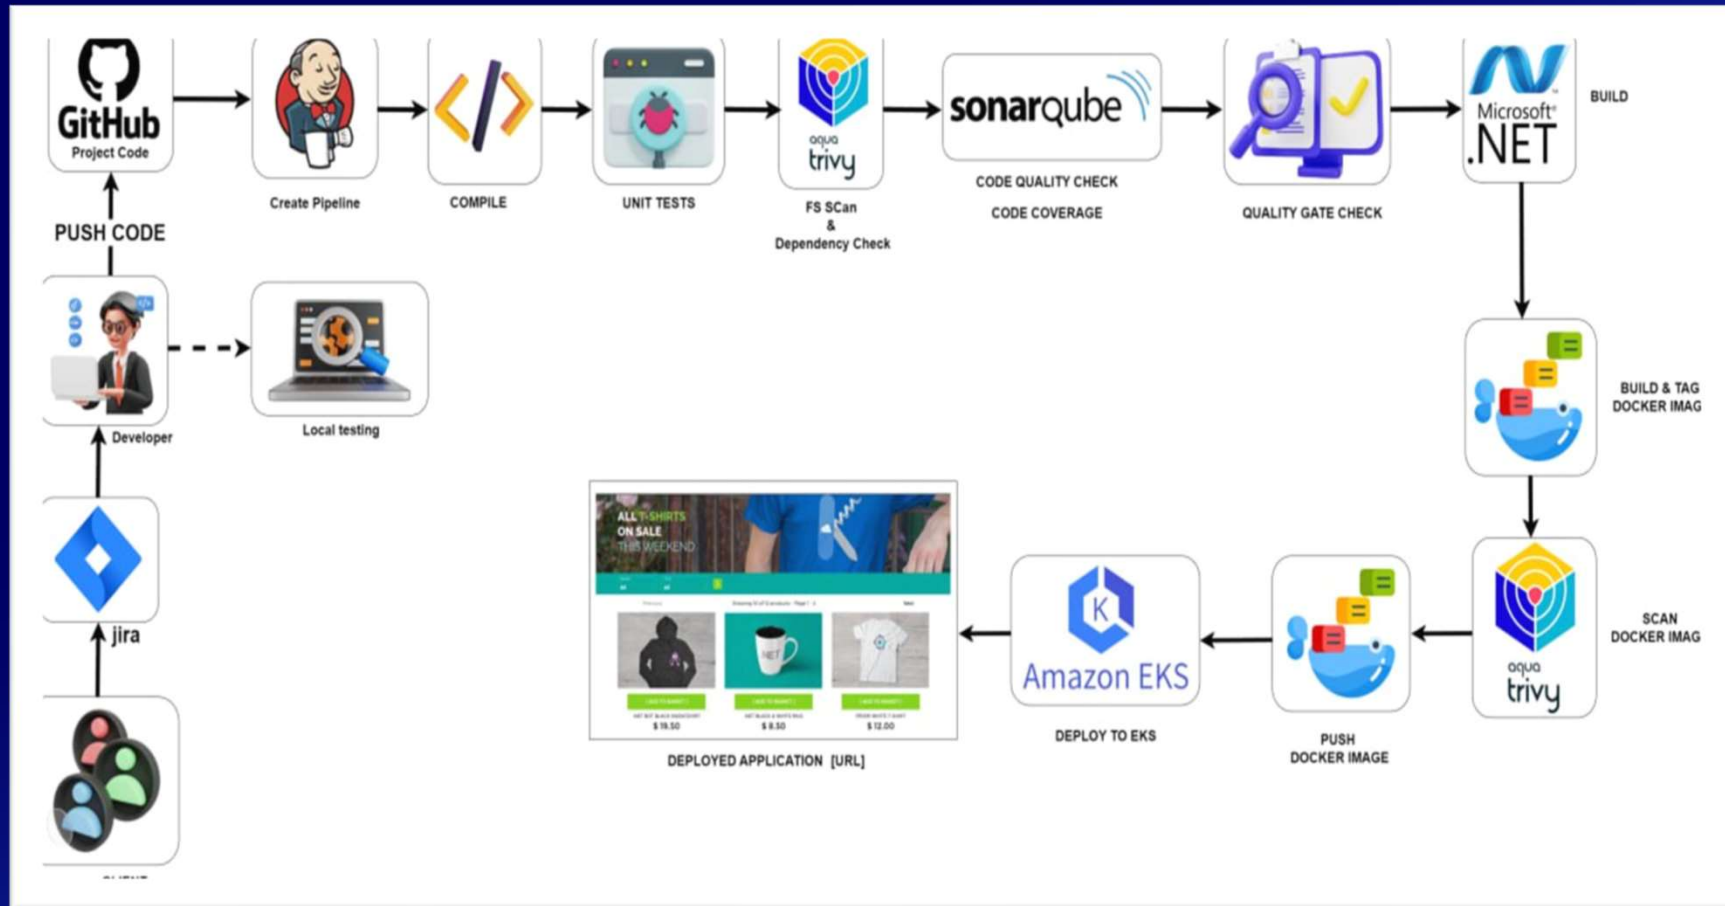 GitHub
Project Code
Create Pipeline
COMPILE
UNIT TESTS
aqua
trivy
FS SCan
&
Dependency Check
sonarqube
CODE QUALITY CHECK
CODE COVERAGE
QUALITY GATE CHECK
Microsoft
.NET
BUILD
PUSH CODE
Developer
Local testing
BUILD & TAG
DOCKER IMAG
jira
ALL T-SHIRTS
ON SALE
THIS WEEKEND
NET
$ 19.50
$ 8.50
$ 12.00
DEPLOYED APPLICATION [URL]
K
Amazon EKS
DEPLOY TO EKS
PUSH
DOCKER IMAGE
aqua
trivy
SCAN
DOCKER IMAG